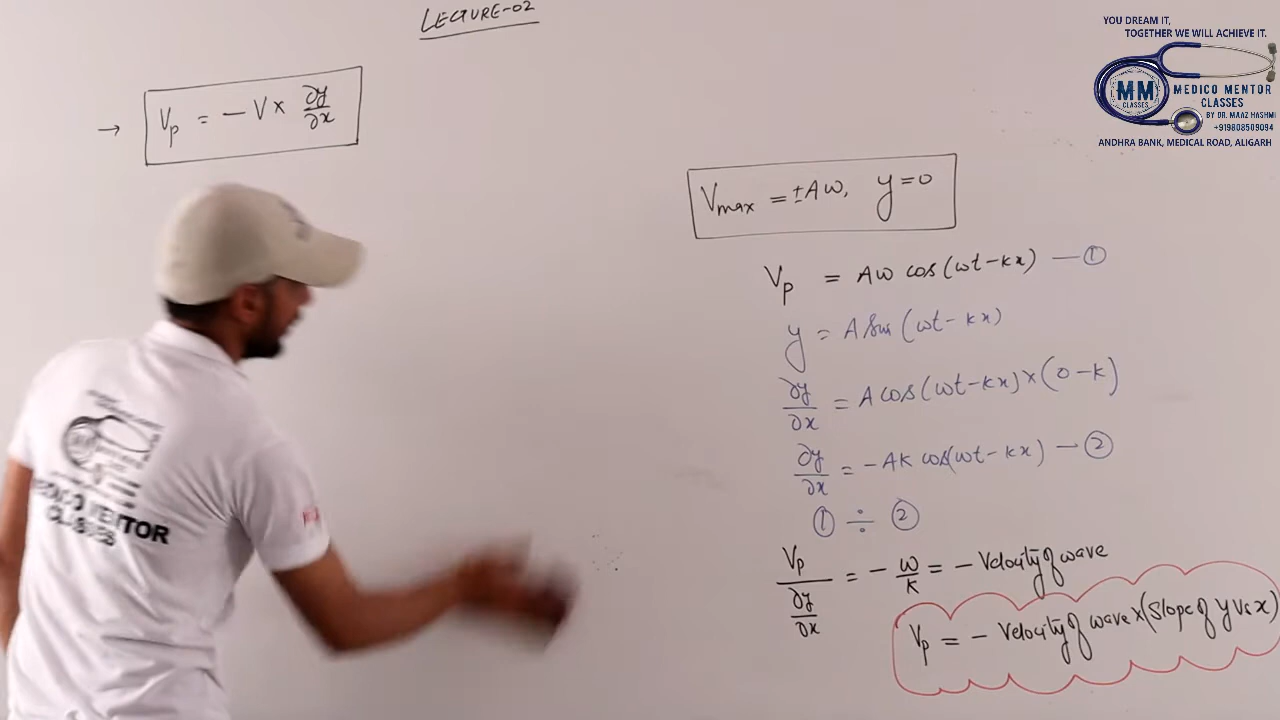 LECTURE-02
YOU DREAM IT,
TOGETHER WE WILL ACHIEVE IT.
MM
CLASSES
MEDICO MENTOR
CLASSES
BY DR. MAAZ HASHMI
+919808509094
ANDHRA BANK, MEDICAL ROAD, ALIGARH
→ Vp = - V × ∂y/∂x
Vmax = ±Aω, y=0
Vp = Aω cos(ωt-kx) — ①
y = A sin(ωt-kx)
∂y/∂x = A cos(ωt-kx)×(0-k)
∂y/∂x = -AK cos(ωt-kx) — ②
① ÷ ②
Vp/(∂y/∂x) = - ω/K = - Velocity of wave
Vp = - Velocity of wave×(Slope of y vs x)
MM
MENTOR